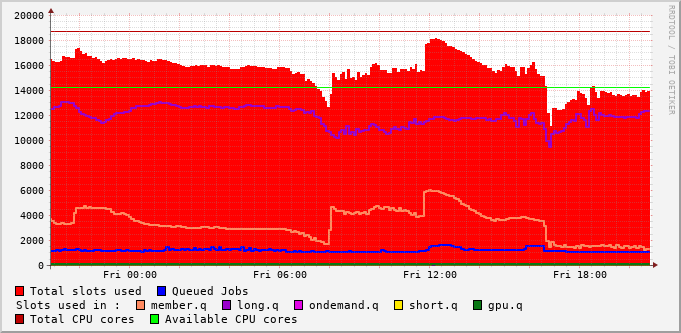 20000
18000
16000
14000
12000
10000
8000
6000
4000
2000
0
Fri 00:00 Fri 06:00 Fri 12:00 Fri 18:00
RRDTOOL / TOBI OETIKER
Total slots used Queued Jobs
Slots used in : member.q long.q ondemand.q short.q gpu.q
Total CPU cores Available CPU cores